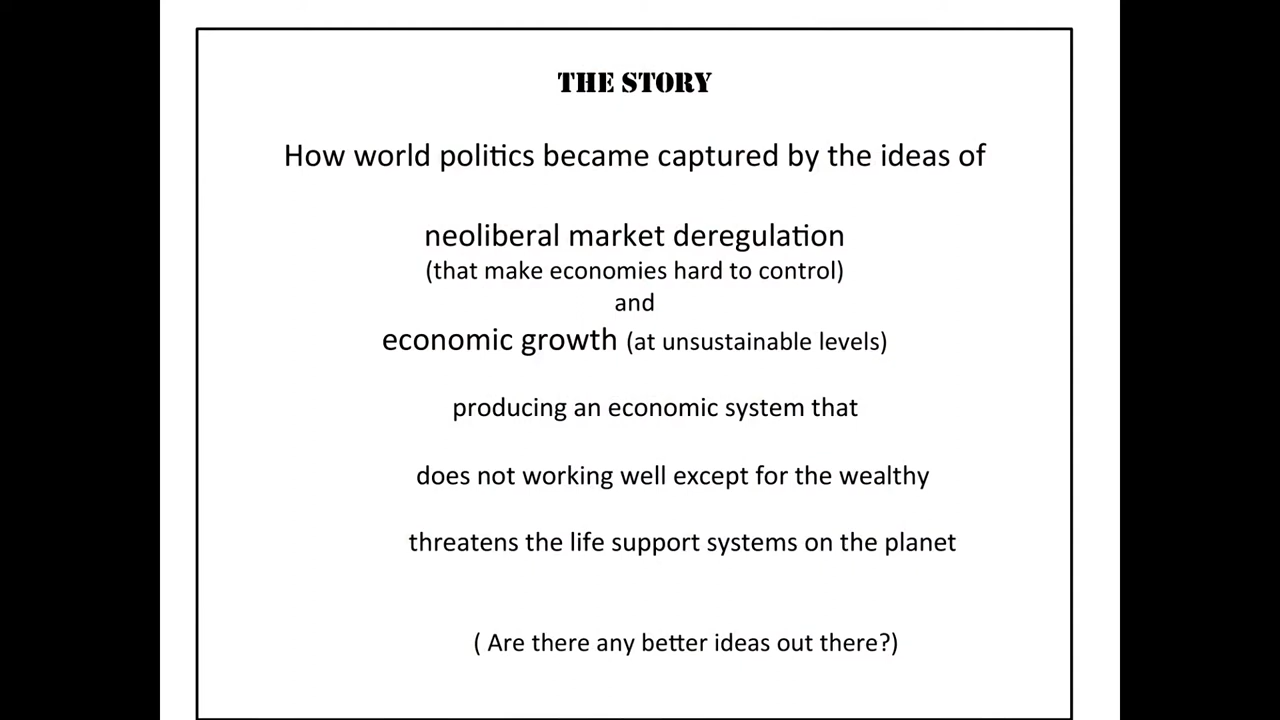 THE STORY
How world politics became captured by the ideas of
neoliberal market deregulation
(that make economies hard to control)
and
economic growth (at unsustainable levels)
producing an economic system that
does not working well except for the wealthy
threatens the life support systems on the planet
( Are there any better ideas out there?)